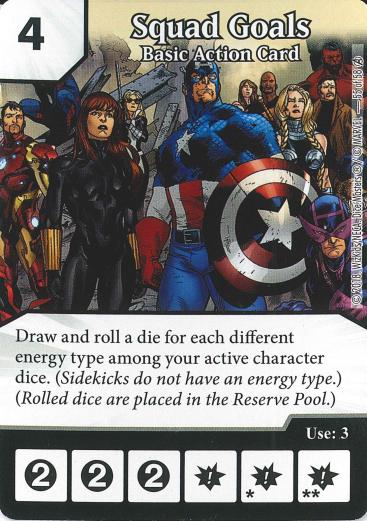 4
Squad Goals
Basic Action Card
Draw and roll a die for each different
energy type among your active character
dice. (Sidekicks do not have an energy type.)
(Rolled dice are placed in the Reserve Pool.)
Use: 3
2 2 2 ! ! !
* **